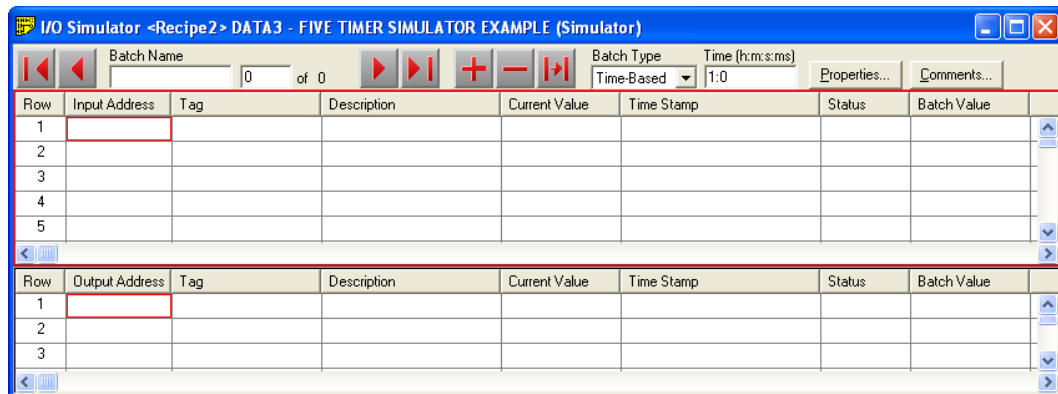 I/O Simulator <Recipe2> DATA3 - FIVE TIMER SIMULATOR EXAMPLE (Simulator)
Batch Name Batch Type Time (h:m:s:ms)
0 of 0 Time-Based 1:0 Properties... Comments...
Row Input Address Tag Description Current Value Time Stamp Status Batch Value
1
2
3
4
5
Row Output Address Tag Description Current Value Time Stamp Status Batch Value
1
2
3